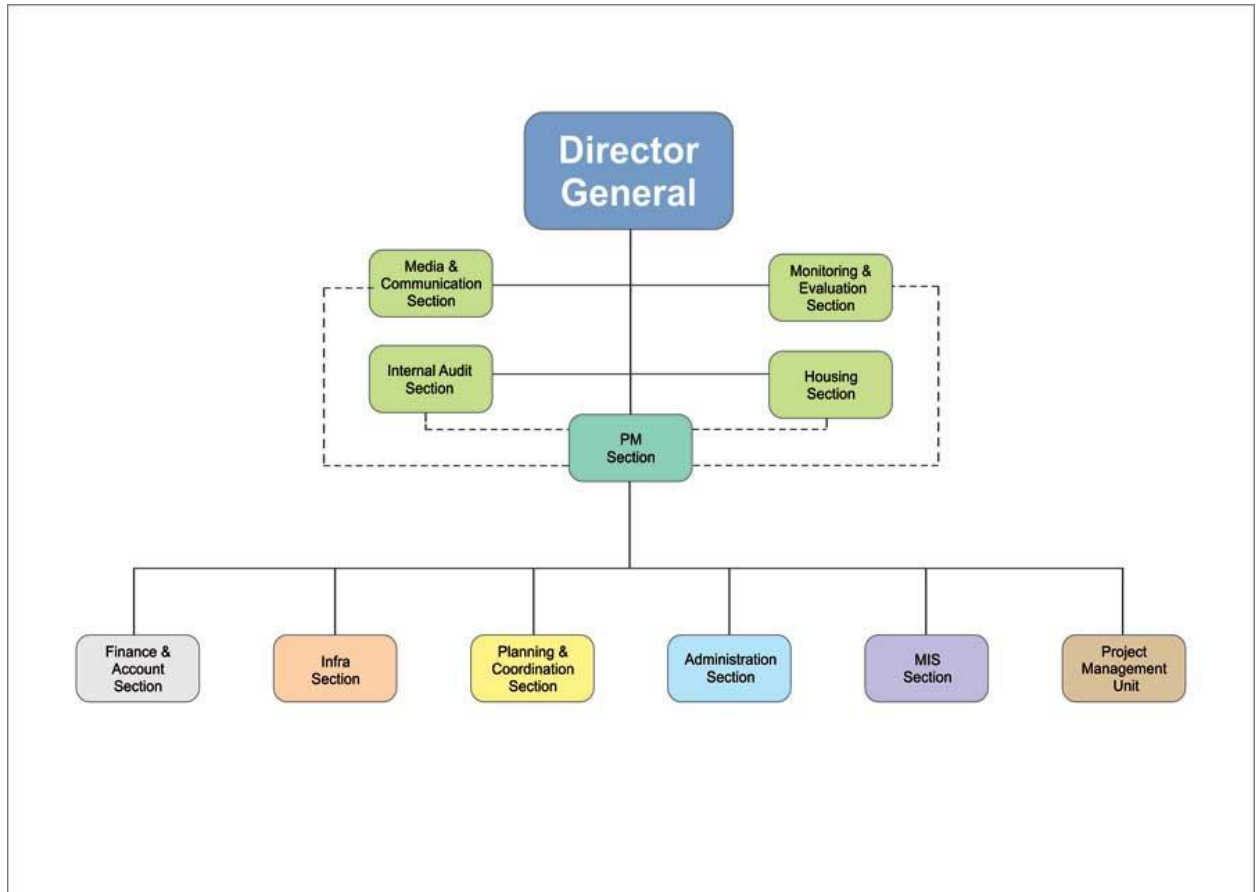 Director
General
Media &
Communication
Section
Monitoring &
Evaluation
Section
Internal Audit
Section
Housing
Section
PM
Section
Finance &
Account
Section
Infra
Section
Planning &
Coordination
Section
Administration
Section
MIS
Section
Project
Management
Unit